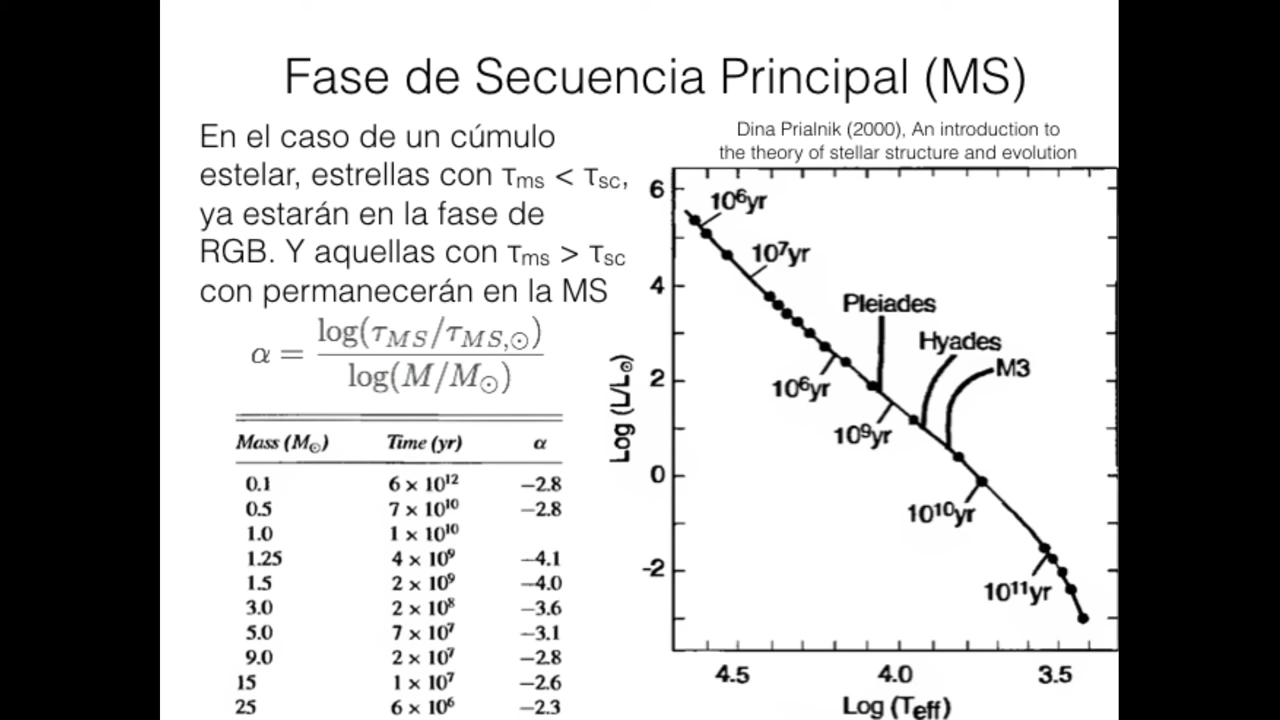 Fase de Secuencia Principal (MS)
En el caso de un cúmulo
estelar, estrellas con τms < τsc,
ya estarán en la fase de
RGB. Y aquellas con τms > τsc
con permanecerán en la MS
α = log(τMS/τMS,⊙) / log(M/M⊙)
Mass (M⊙) Time (yr) α
0.1 6 × 10¹² −2.8
0.5 7 × 10¹⁰ −2.8
1.0 1 × 10¹⁰
1.25 4 × 10⁹ −4.1
1.5 2 × 10⁹ −4.0
3.0 2 × 10⁸ −3.6
5.0 7 × 10⁷ −3.1
9.0 2 × 10⁷ −2.8
15 1 × 10⁷ −2.6
25 6 × 10⁶ −2.3
Dina Prialnik (2000), An introduction to
the theory of stellar structure and evolution
6
4
2
0
-2
Log (L/L⊙)
10⁶yr
10⁷yr
Pleiades
Hyades
M3
10⁶yr
10⁹yr
10¹⁰yr
10¹¹yr
4.5 4.0 3.5
Log (Teff)